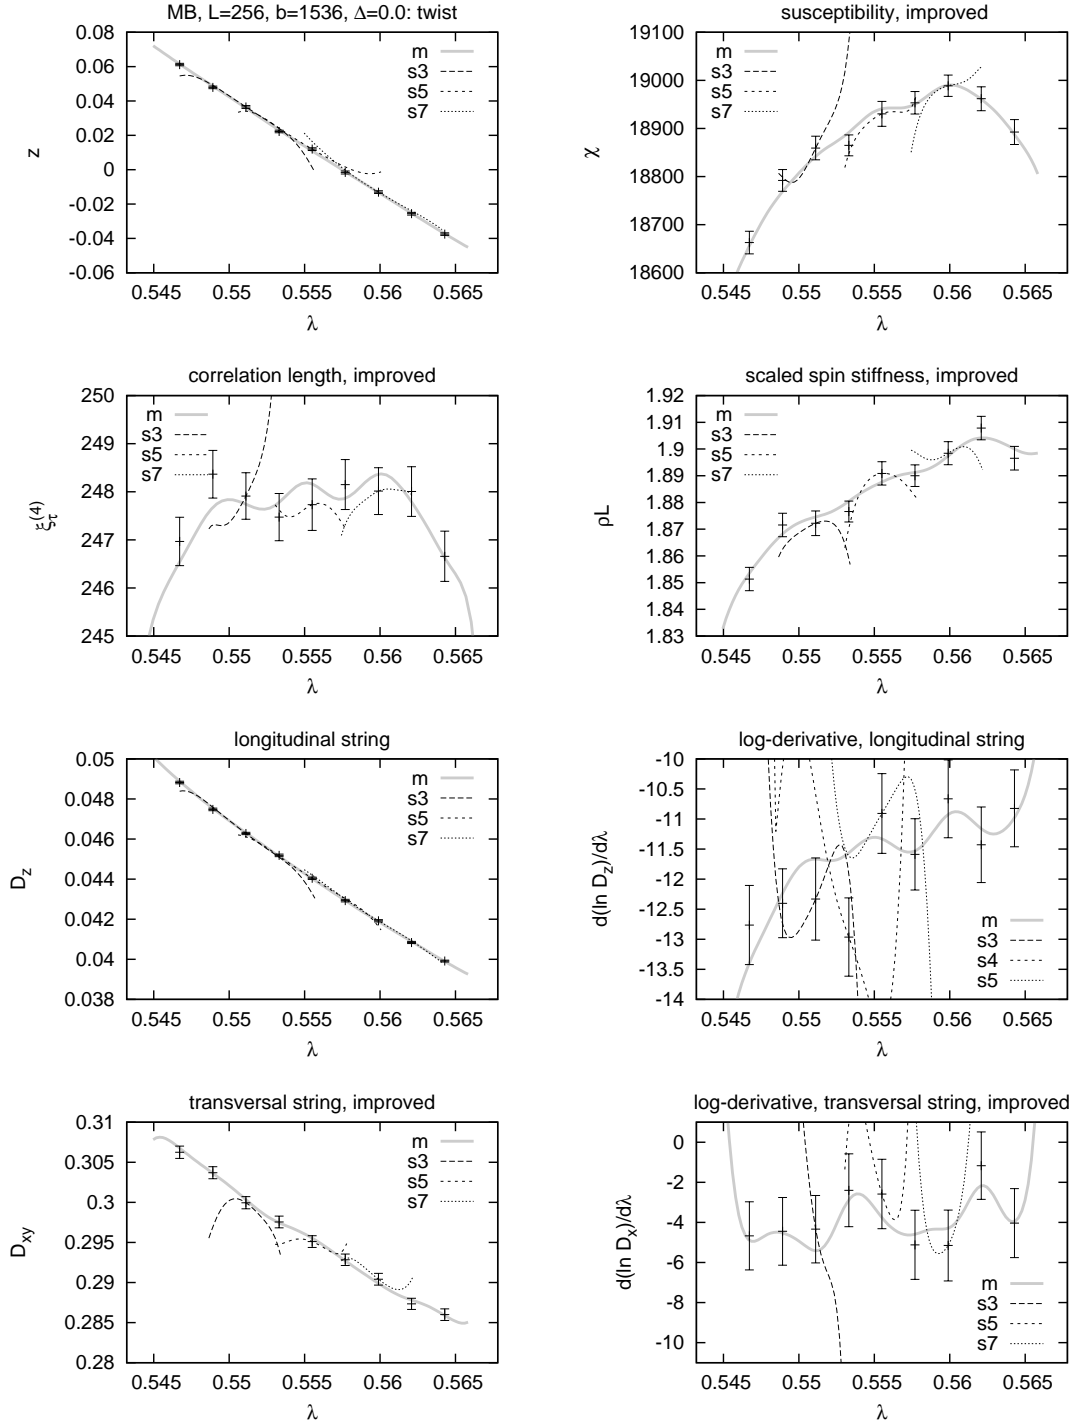 MB, L=256, b=1536, Δ=0.0: twist
0.08
0.06
0.04
0.02
0
-0.02
-0.04
-0.06
z
m
s3
s5
s7
0.545 0.55 0.555 0.56 0.565
λ
susceptibility, improved
19100
19000
18900
18800
18700
18600
χ
m
s3
s5
s7
0.545 0.55 0.555 0.56 0.565
λ
correlation length, improved
250
249
248
247
246
245
ξτ(4)
m
s3
s5
s7
0.545 0.55 0.555 0.56 0.565
λ
scaled spin stiffness, improved
1.92
1.91
1.9
1.89
1.88
1.87
1.86
1.85
1.84
1.83
ρL
m
s3
s5
s7
0.545 0.55 0.555 0.56 0.565
λ
longitudinal string
0.05
0.048
0.046
0.044
0.042
0.04
0.038
Dz
m
s3
s5
s7
0.545 0.55 0.555 0.56 0.565
λ
log-derivative, longitudinal string
-10
-10.5
-11
-11.5
-12
-12.5
-13
-13.5
-14
d(ln Dz)/dλ
m
s3
s4
s5
0.545 0.55 0.555 0.56 0.565
λ
transversal string, improved
0.31
0.305
0.3
0.295
0.29
0.285
0.28
Dxy
m
s3
s5
s7
0.545 0.55 0.555 0.56 0.565
λ
log-derivative, transversal string, improved
0
-2
-4
-6
-8
-10
d(ln Dx)/dλ
m
s3
s5
s7
0.545 0.55 0.555 0.56 0.565
λ